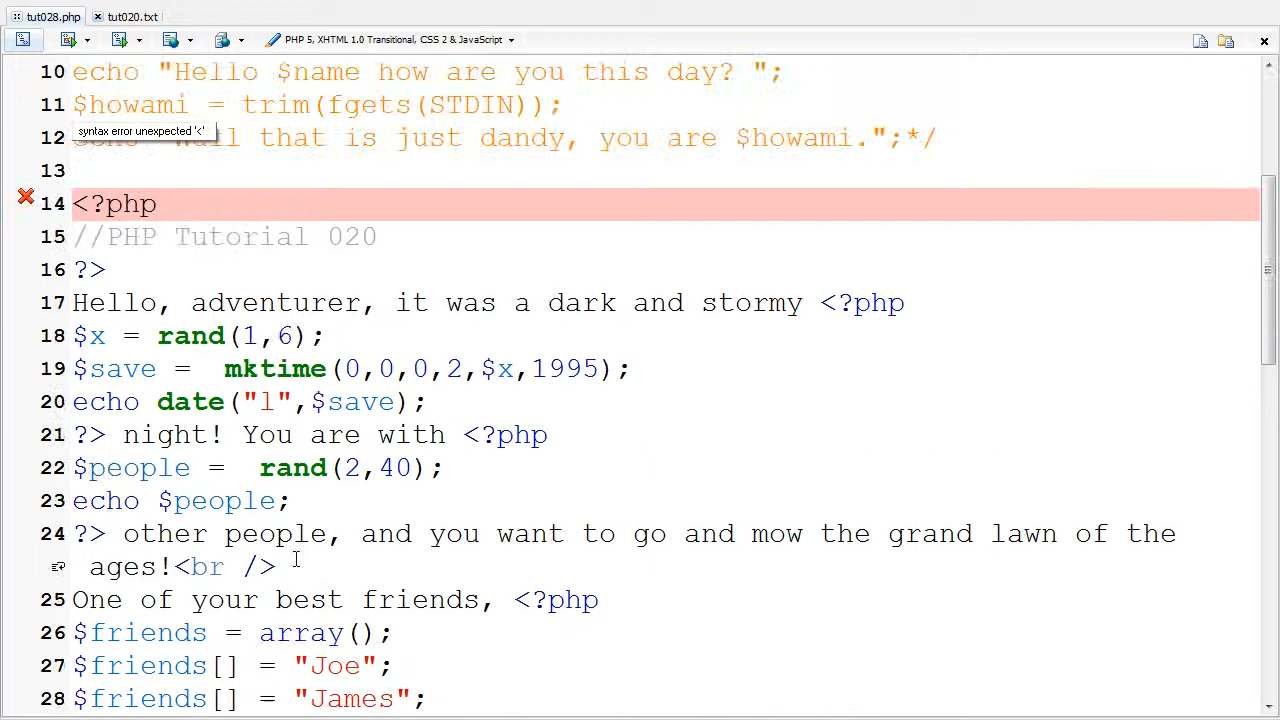 tut028.php tut020.txt
PHP 5, XHTML 1.0 Transitional, CSS 2 & JavaScript
10 echo "Hello $name how are you this day? ";
11 $howami = trim(fgets(STDIN));
syntax error unexpected '<'
12 that is just dandy, you are $howami.";*/
13
14 <?php
15 //PHP Tutorial 020
16 ?>
17 Hello, adventurer, it was a dark and stormy <?php
18 $x = rand(1,6);
19 $save = mktime(0,0,0,2,$x,1995);
20 echo date("l",$save);
21 ?> night! You are with <?php
22 $people = rand(2,40);
23 echo $people;
24 ?> other people, and you want to go and mow the grand lawn of the
ages!<br />
25 One of your best friends, <?php
26 $friends = array();
27 $friends[] = "Joe";
28 $friends[] = "James";